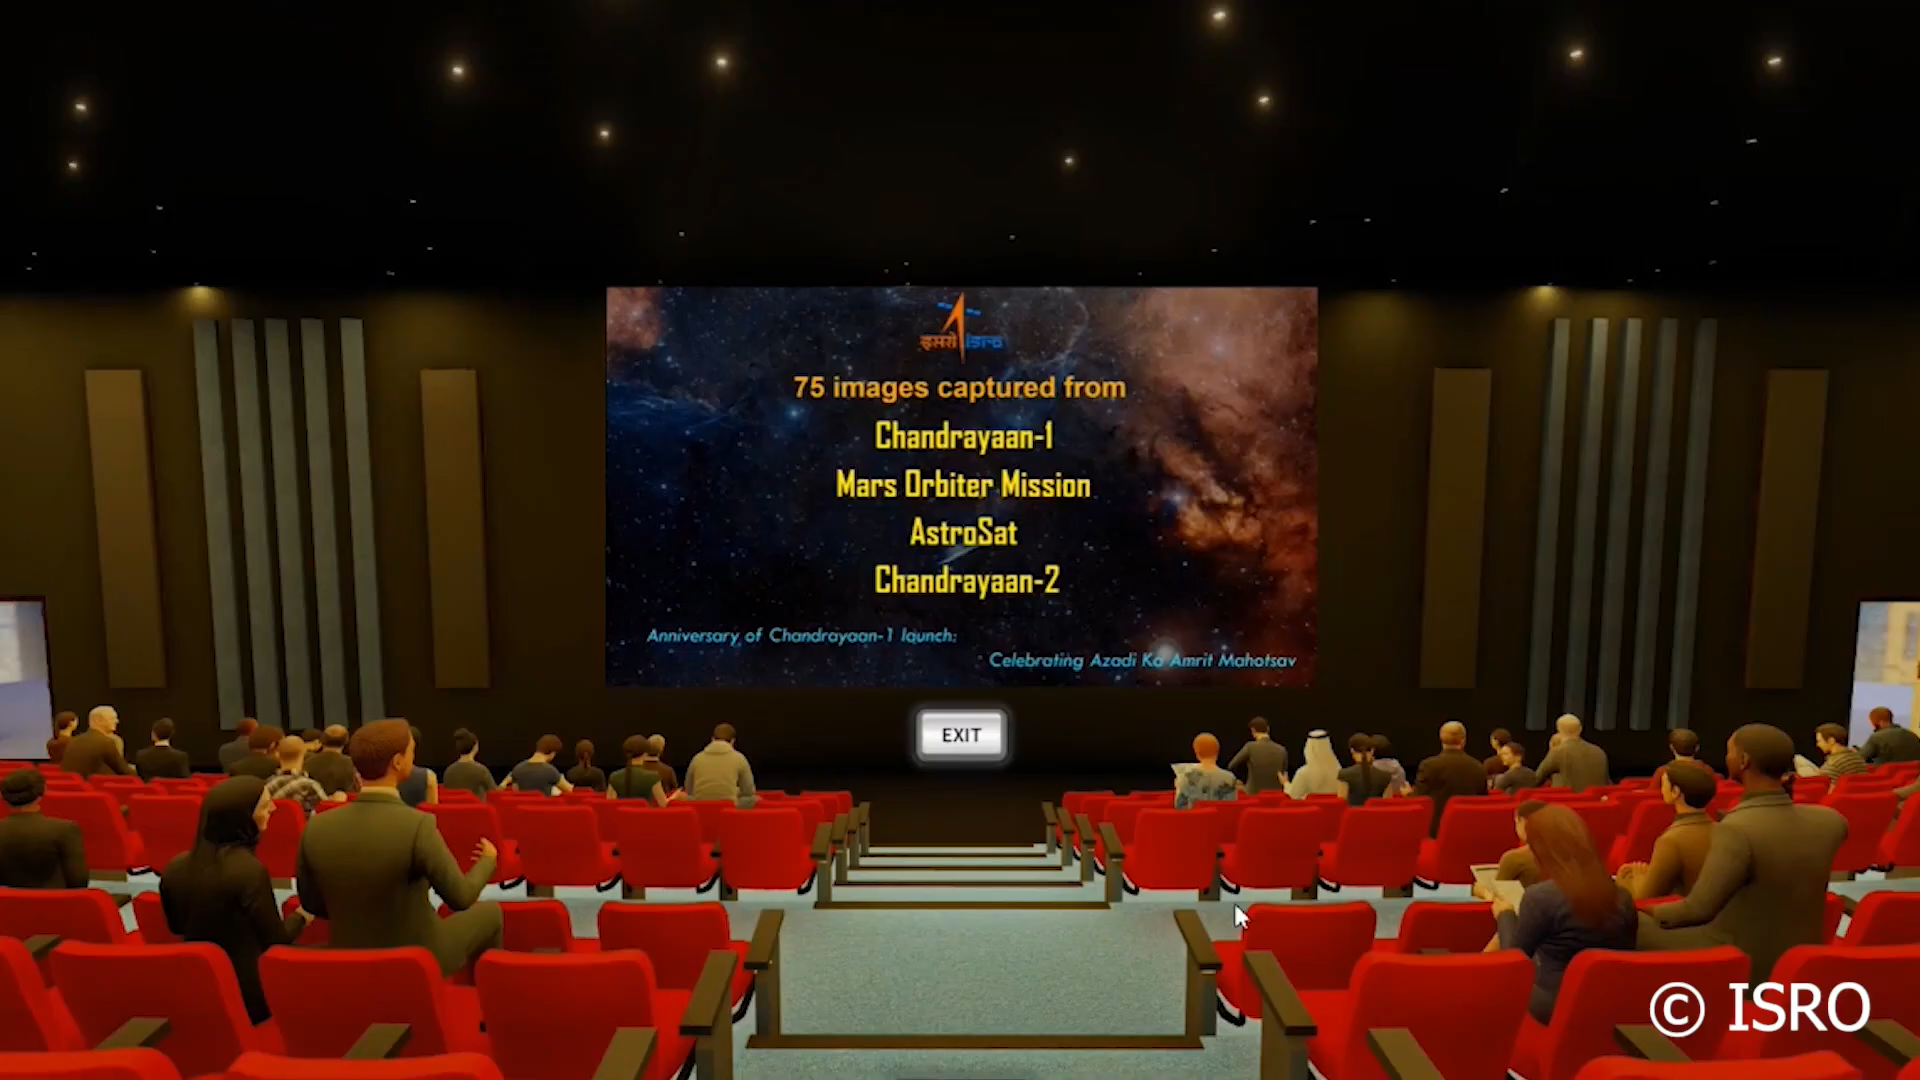 इसरो isro
75 images captured from
Chandrayaan-1
Mars Orbiter Mission
AstroSat
Chandrayaan-2
Anniversary of Chandrayaan-1 launch:
Celebrating Azadi Ka Amrit Mahotsav
EXIT
© ISRO